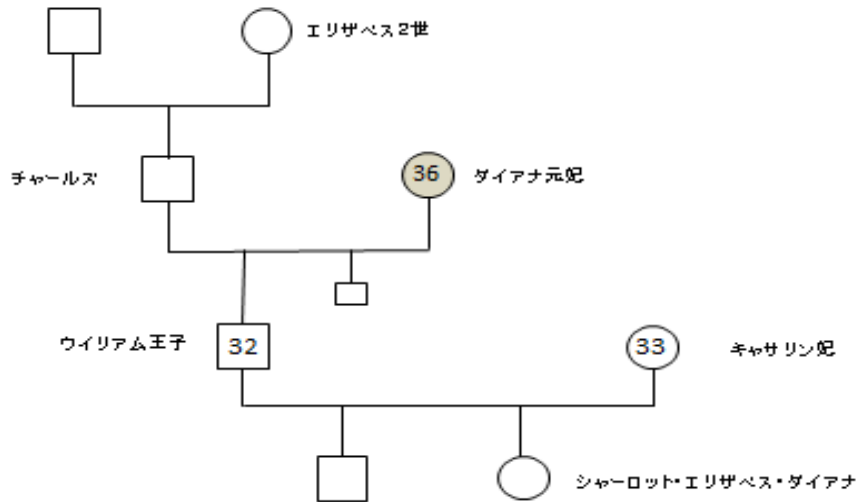 エリザベス2世
チャールズ
36
ダイアナ元妃
ウイリアム王子
32
33
キャサリン妃
シャーロット・エリザベス・ダイアナ